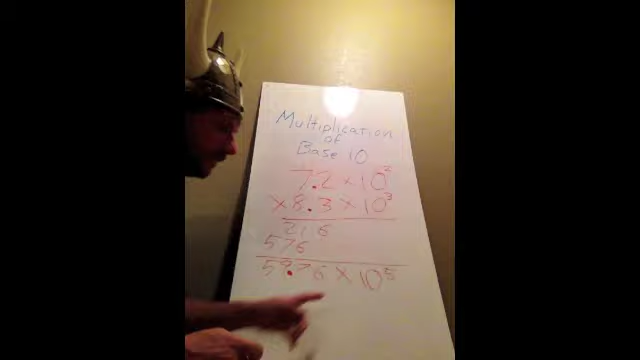 Multiplication
of
Base 10
7.2 × 10²
× 8.3 × 10³
216
576
59.76 × 10⁵